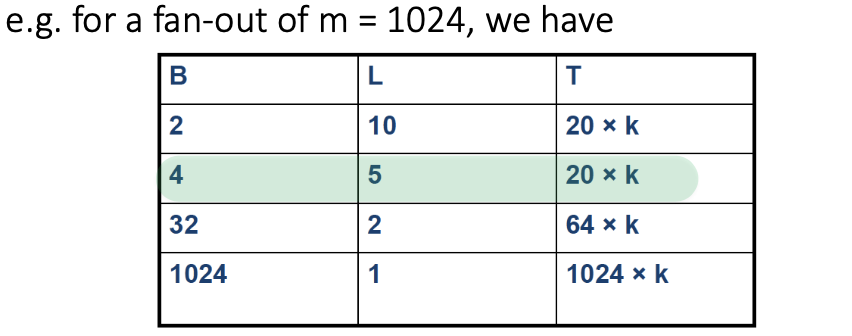 e.g. for a fan-out of m = 1024, we have
B L T
2 10 20 × k
4 5 20 × k
32 2 64 × k
1024 1 1024 × k